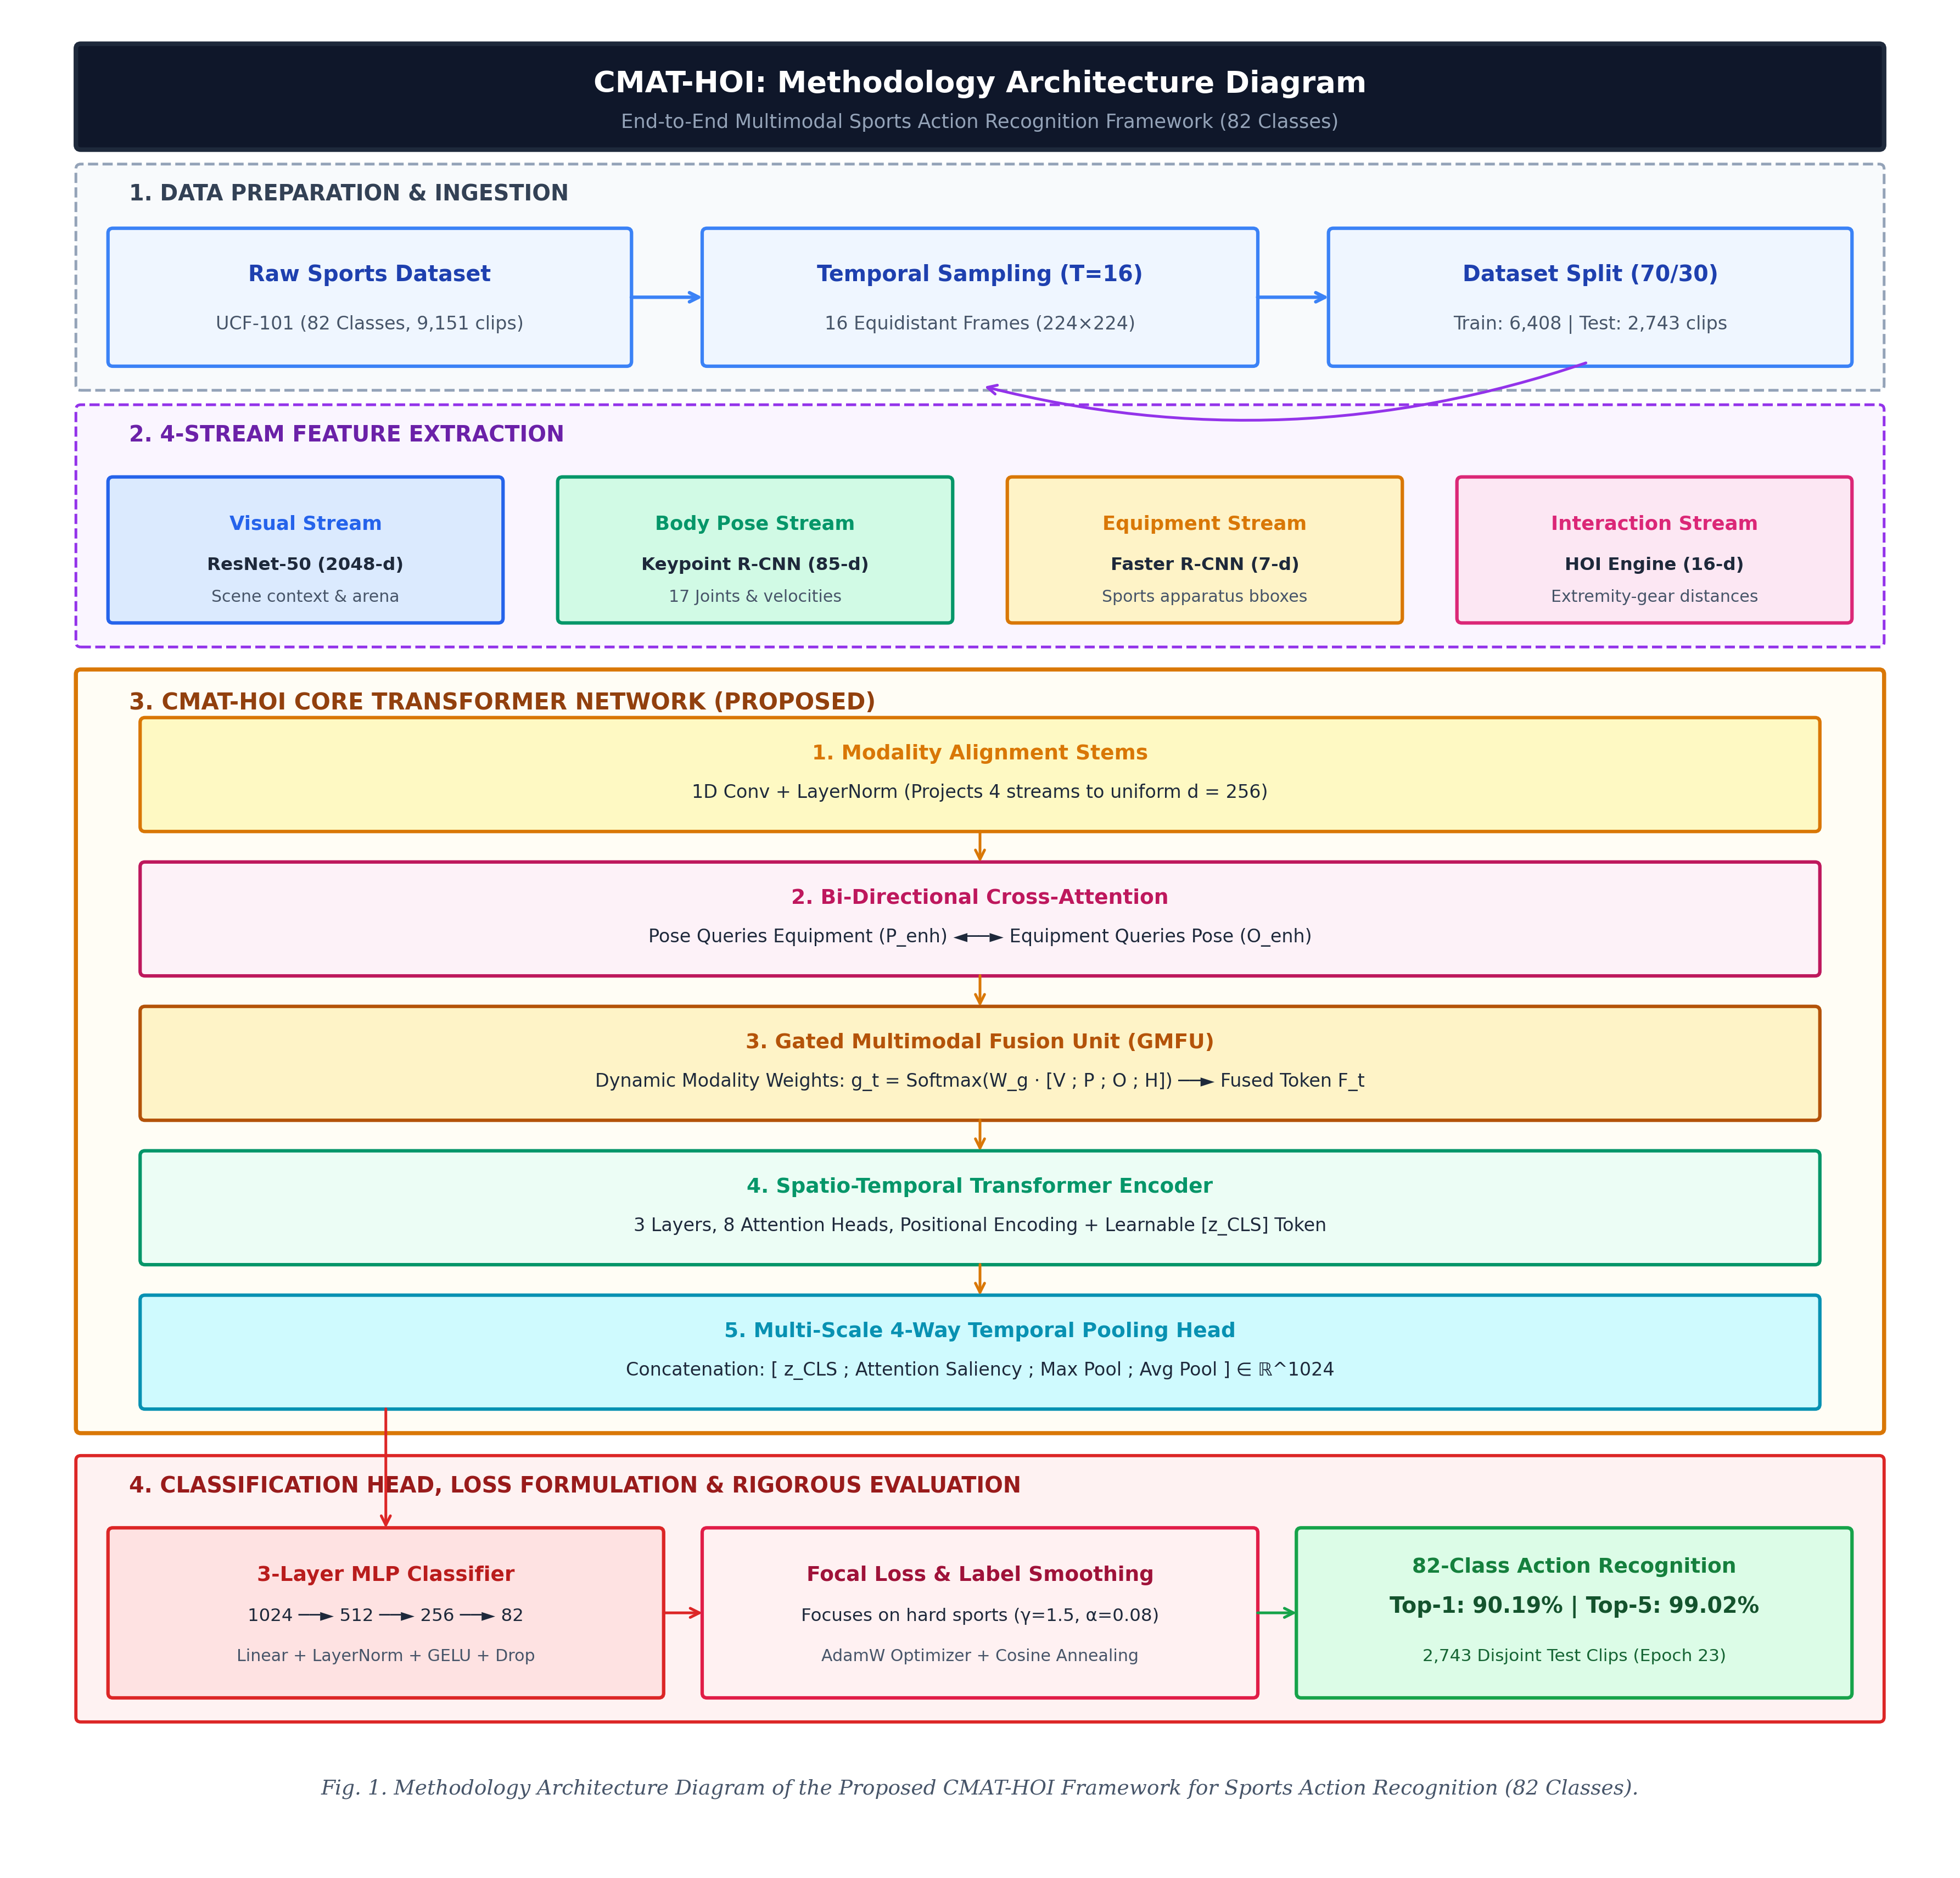 CMAT-HOI: Methodology Architecture Diagram
End-to-End Multimodal Sports Action Recognition Framework (82 Classes)
1. DATA PREPARATION & INGESTION
Raw Sports Dataset
UCF-101 (82 Classes, 9,151 clips)
Temporal Sampling (T=16)
16 Equidistant Frames (224×224)
Dataset Split (70/30)
Train: 6,408 | Test: 2,743 clips
2. 4-STREAM FEATURE EXTRACTION
Visual Stream
ResNet-50 (2048-d)
Scene context & arena
Body Pose Stream
Keypoint R-CNN (85-d)
17 Joints & velocities
Equipment Stream
Faster R-CNN (7-d)
Sports apparatus bboxes
Interaction Stream
HOI Engine (16-d)
Extremity-gear distances
3. CMAT-HOI CORE TRANSFORMER NETWORK (PROPOSED)
1. Modality Alignment Stems
1D Conv + LayerNorm (Projects 4 streams to uniform d = 256)
2. Bi-Directional Cross-Attention
Pose Queries Equipment (P_enh) ◄──► Equipment Queries Pose (O_enh)
3. Gated Multimodal Fusion Unit (GMFU)
Dynamic Modality Weights: g_t = Softmax(W_g · [V ; P ; O ; H]) ──► Fused Token F_t
4. Spatio-Temporal Transformer Encoder
3 Layers, 8 Attention Heads, Positional Encoding + Learnable [z_CLS] Token
5. Multi-Scale 4-Way Temporal Pooling Head
Concatenation: [ z_CLS ; Attention Saliency ; Max Pool ; Avg Pool ] ∈ ℝ^1024
4. CLASSIFICATION HEAD, LOSS FORMULATION & RIGOROUS EVALUATION
3-Layer MLP Classifier
1024 ──► 512 ──► 256 ──► 82
Linear + LayerNorm + GELU + Drop
Focal Loss & Label Smoothing
Focuses on hard sports (γ=1.5, α=0.08)
AdamW Optimizer + Cosine Annealing
82-Class Action Recognition
Top-1: 90.19% | Top-5: 99.02%
2,743 Disjoint Test Clips (Epoch 23)
Fig. 1. Methodology Architecture Diagram of the Proposed CMAT-HOI Framework for Sports Action Recognition (82 Classes).